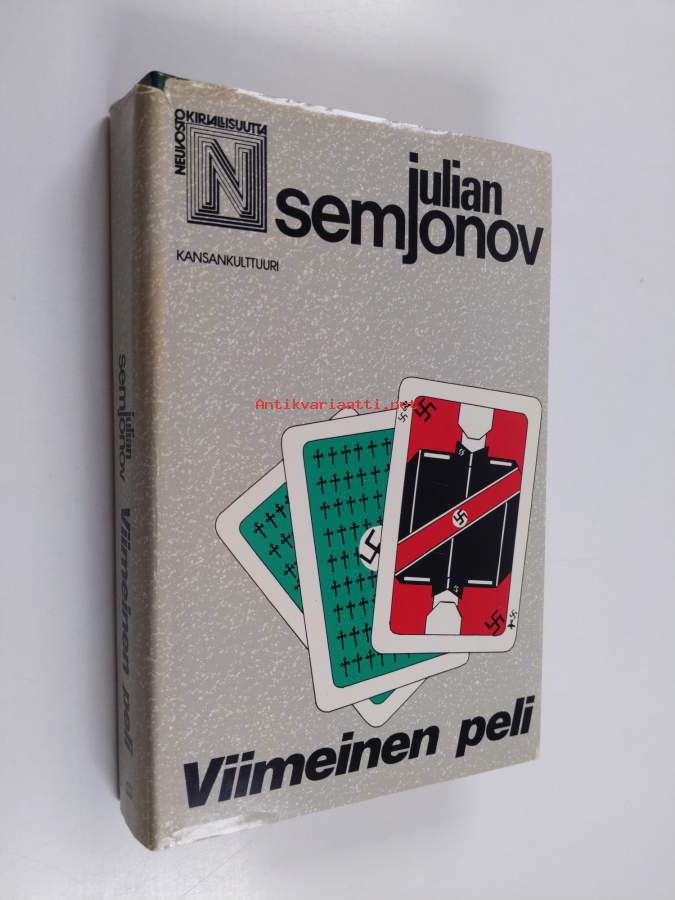 NEUVOSTO
KIRJALLISUUTTA
N
julian
semjonov
KANSANKULTTUURI
Antikvariaatti.net
Viimeinen peli
julian
semjonov
Viimeinen peli